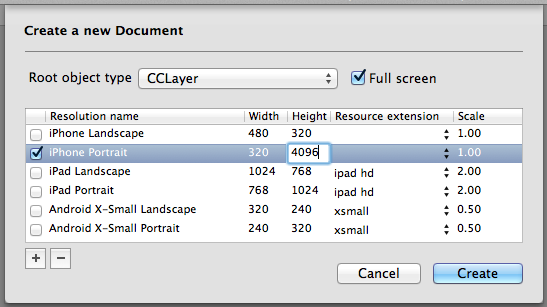 Create a new Document
Root object type CCLayer Full screen
Resolution name Width Height Resource extension Scale
iPhone Landscape 480 320 1.00
iPhone Portrait 320 4096 1.00
iPad Landscape 1024 768 ipad hd 2.00
iPad Portrait 768 1024 ipad hd 2.00
Android X-Small Landscape 320 240 xsmall 0.50
Android X-Small Portrait 240 320 xsmall 0.50
+ −
Cancel Create